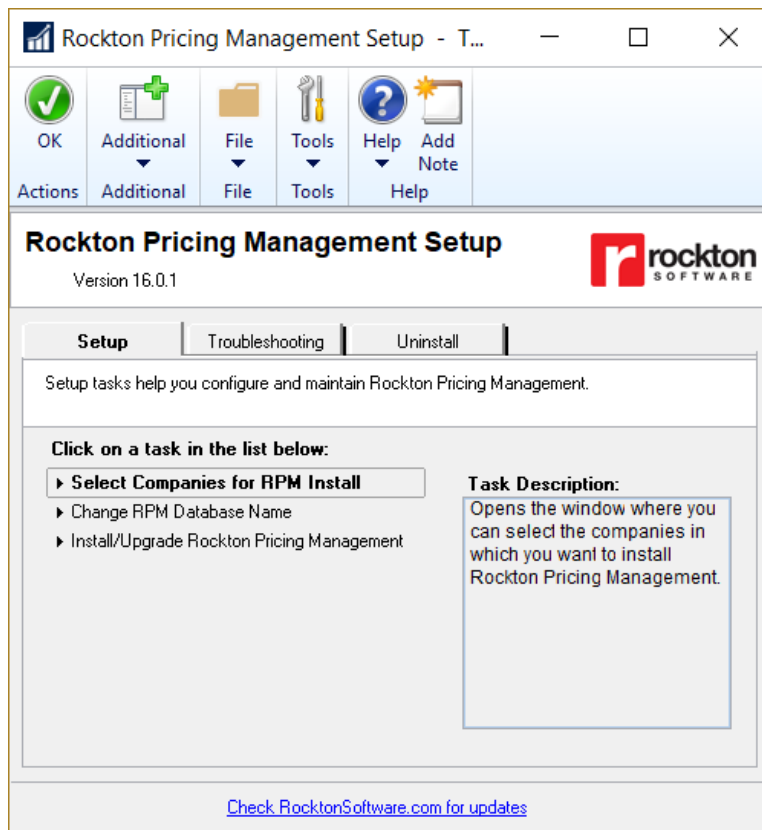 Rockton Pricing Management Setup - T...
OK
Additional
File
Tools
Help
Add
Note
Actions
Additional
File
Tools
Help
Rockton Pricing Management Setup
Version 16.0.1
rockton
SOFTWARE
Setup
Troubleshooting
Uninstall
Setup tasks help you configure and maintain Rockton Pricing Management.
Click on a task in the list below:
Select Companies for RPM Install
Change RPM Database Name
Install/Upgrade Rockton Pricing Management
Task Description:
Opens the window where you
can select the companies in
which you want to install
Rockton Pricing Management.
Check RocktonSoftware.com for updates